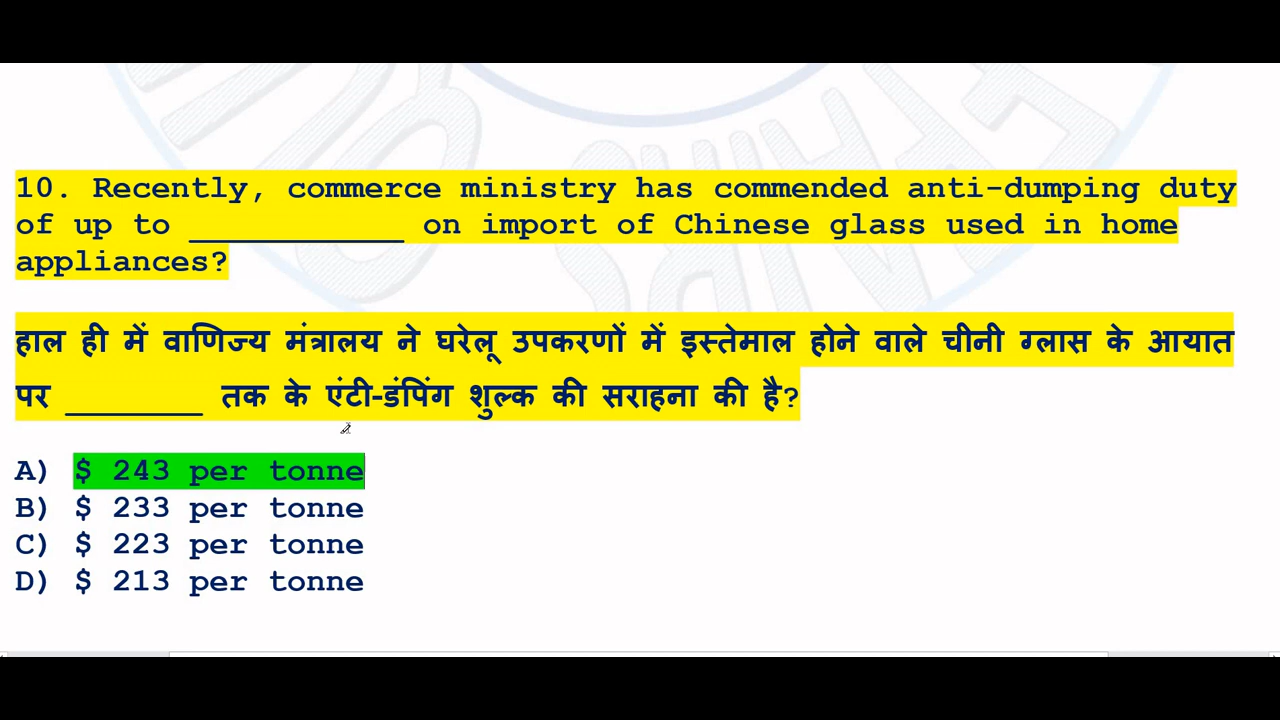 10. Recently, commerce ministry has commended anti-dumping duty
of up to ___________ on import of Chinese glass used in home
appliances?
हाल ही में वाणिज्य मंत्रालय ने घरेलू उपकरणों में इस्तेमाल होने वाले चीनी ग्लास के आयात
पर ________ तक के एंटी-डंपिंग शुल्क की सराहना की है?
A) $ 243 per tonne
B) $ 233 per tonne
C) $ 223 per tonne
D) $ 213 per tonne